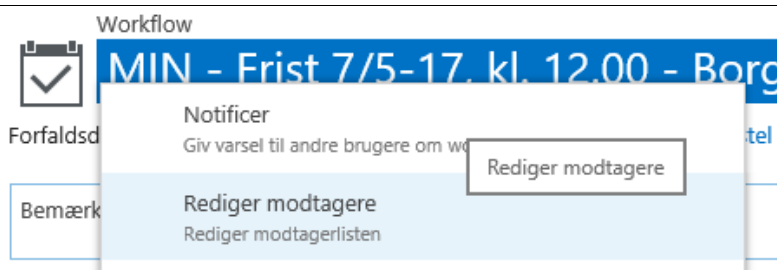 Workflow
MIN - Frist 7/5-17, kl. 12.00 - Borg
Forfaldsd
Notificer
Giv varsel til andre brugere om wo
Rediger modtagere
tel
Bemærk
Rediger modtagere
Rediger modtagerlisten